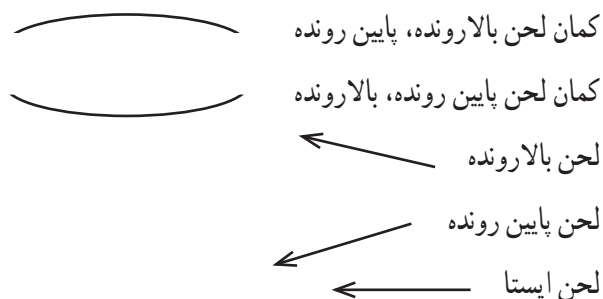 کمان لحن بالارونده، پایین رونده
کمان لحن پایین رونده، بالارونده
لحن بالارونده
لحن پایین رونده
لحن ایستا